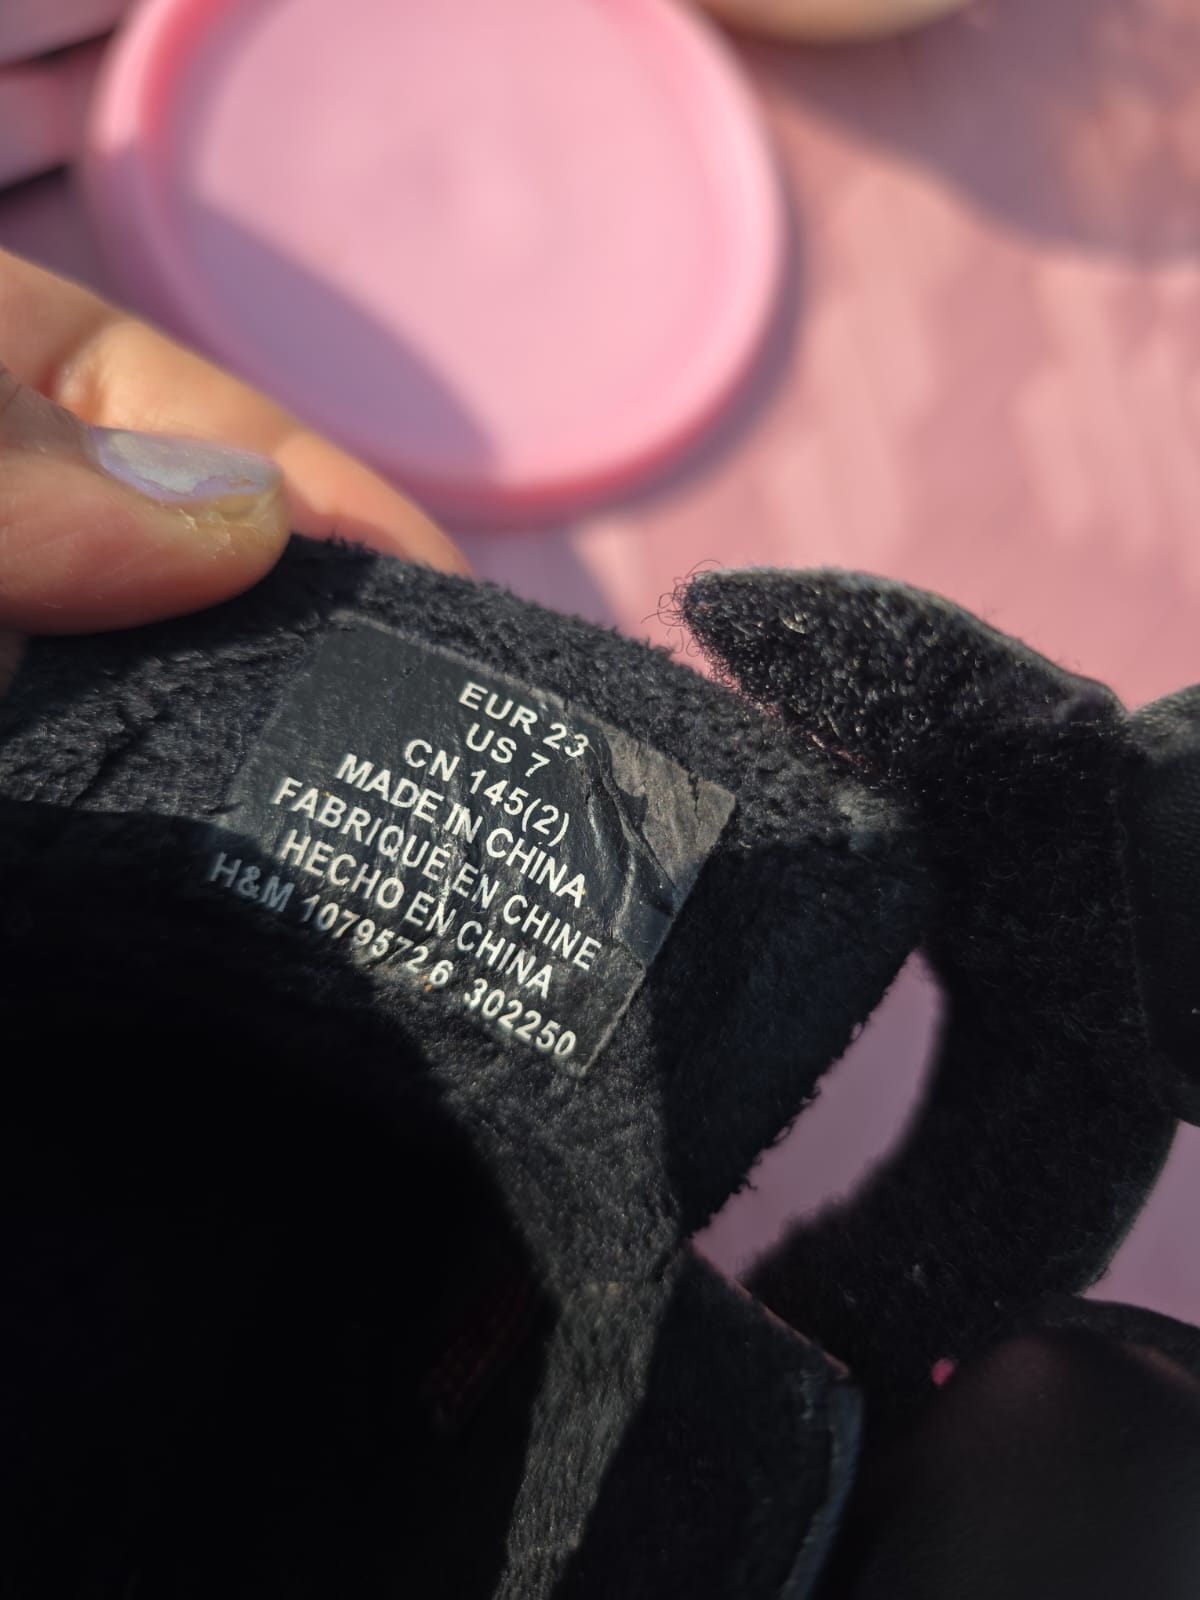 EUR 23
US 7
CN 145(2)
MADE IN CHINA
FABRIQUÉ EN CHINE
HECHO EN CHINA
H&M 1079572 6 302250